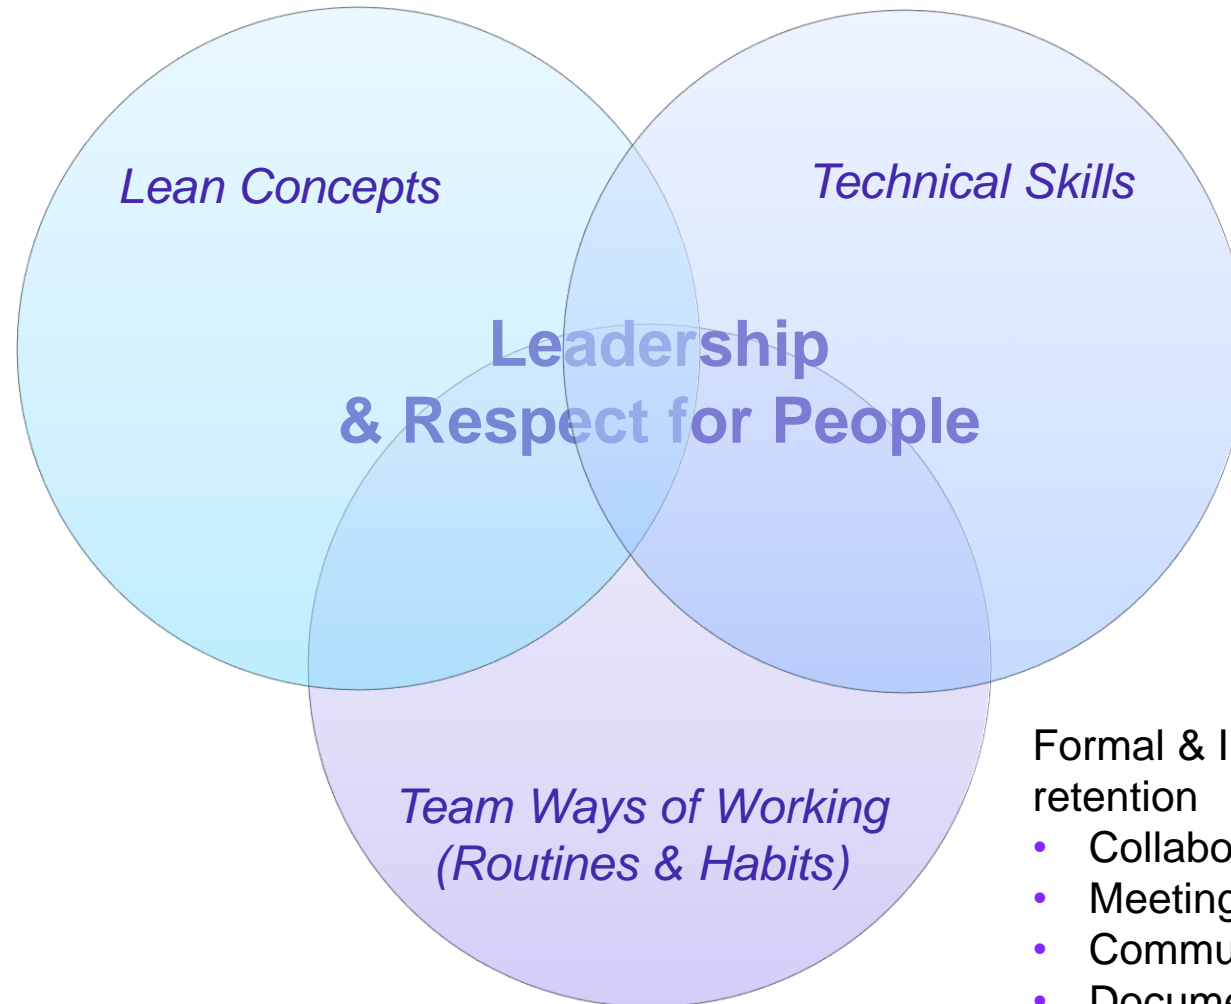 Lean Concepts
Technical Skills
Leadership
& Respect for People
Team Ways of Working
(Routines & Habits)
Formal &
retention
•
•
•
•